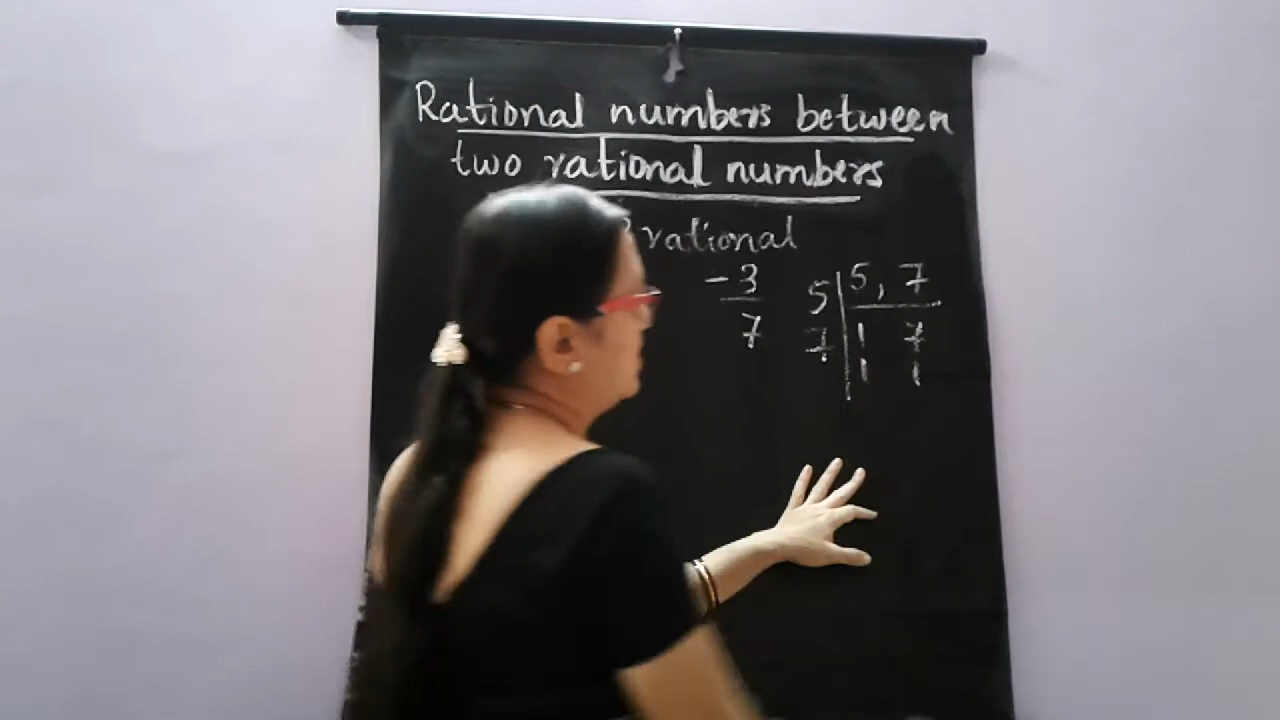 Rational numbers between
two rational numbers
rational
-3
7
5 | 5, 7
7 | 1 7
1 1